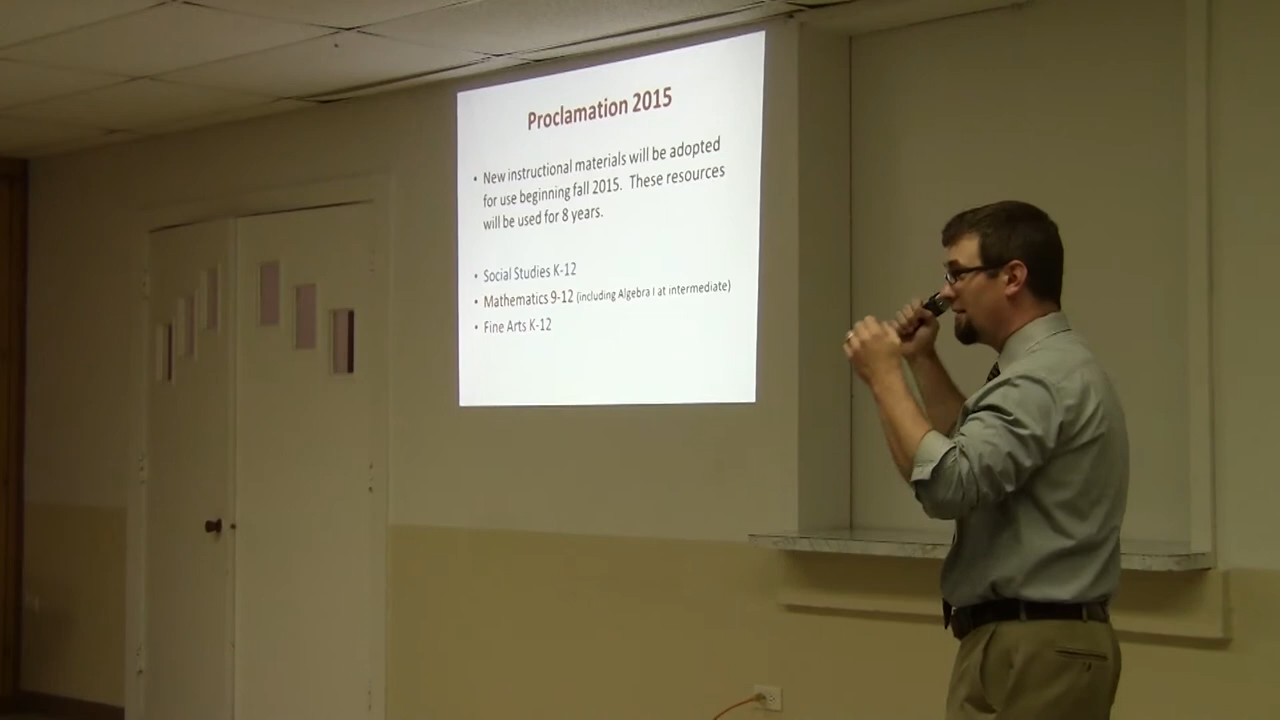 Proclamation 2015
• New instructional materials will be adopted
for use beginning fall 2015. These resources
will be used for 8 years.
• Social Studies K-12
• Mathematics 9-12 (including Algebra I at intermediate)
• Fine Arts K-12